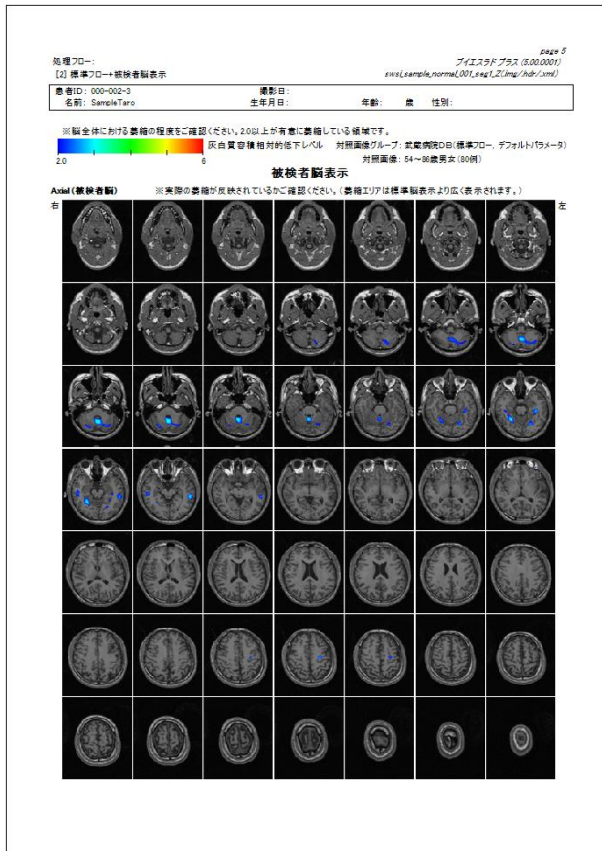 page 5
処理フロー:
ブイエスラド プラス (5.00.0001)
[2] 標準フロー+被検者脳表示
swsi_sample_normal_001_seg1_Z(.img/.hdr/.xml)
患者ID: 000-002-3 撮影日:
名前: SampleTaro 生年月日: 年齢: 歳 性別:
※脳全体における萎縮の程度をご確認ください。2.0以上が有意に萎縮している領域です。
灰白質容積相対的低下レベル 対照画像グループ: 武蔵病院DB(標準フロー, デフォルトパラメータ)
2.0 6 対照画像: 54~86歳男女(80例)
被検者脳表示
Axial(被検者脳) ※実際の萎縮が反映されているかご確認ください。(萎縮エリアは標準脳表示より広く表示されます。)
右 左